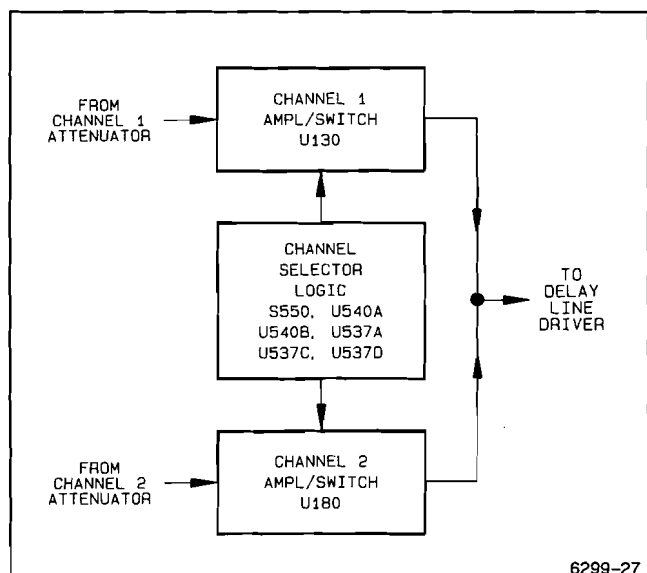 FROM
CHANNEL 1
ATTENUATOR
CHANNEL 1
AMPL/SWITCH
U130
CHANNEL
SELECTOR
LOGIC
S550, U540A
U540B, U537A
U537C, U537D
TO
DELAY
LINE
DRIVER
FROM
CHANNEL 2
ATTENUATOR
CHANNEL 2
AMPL/SWITCH
U180
6299-27